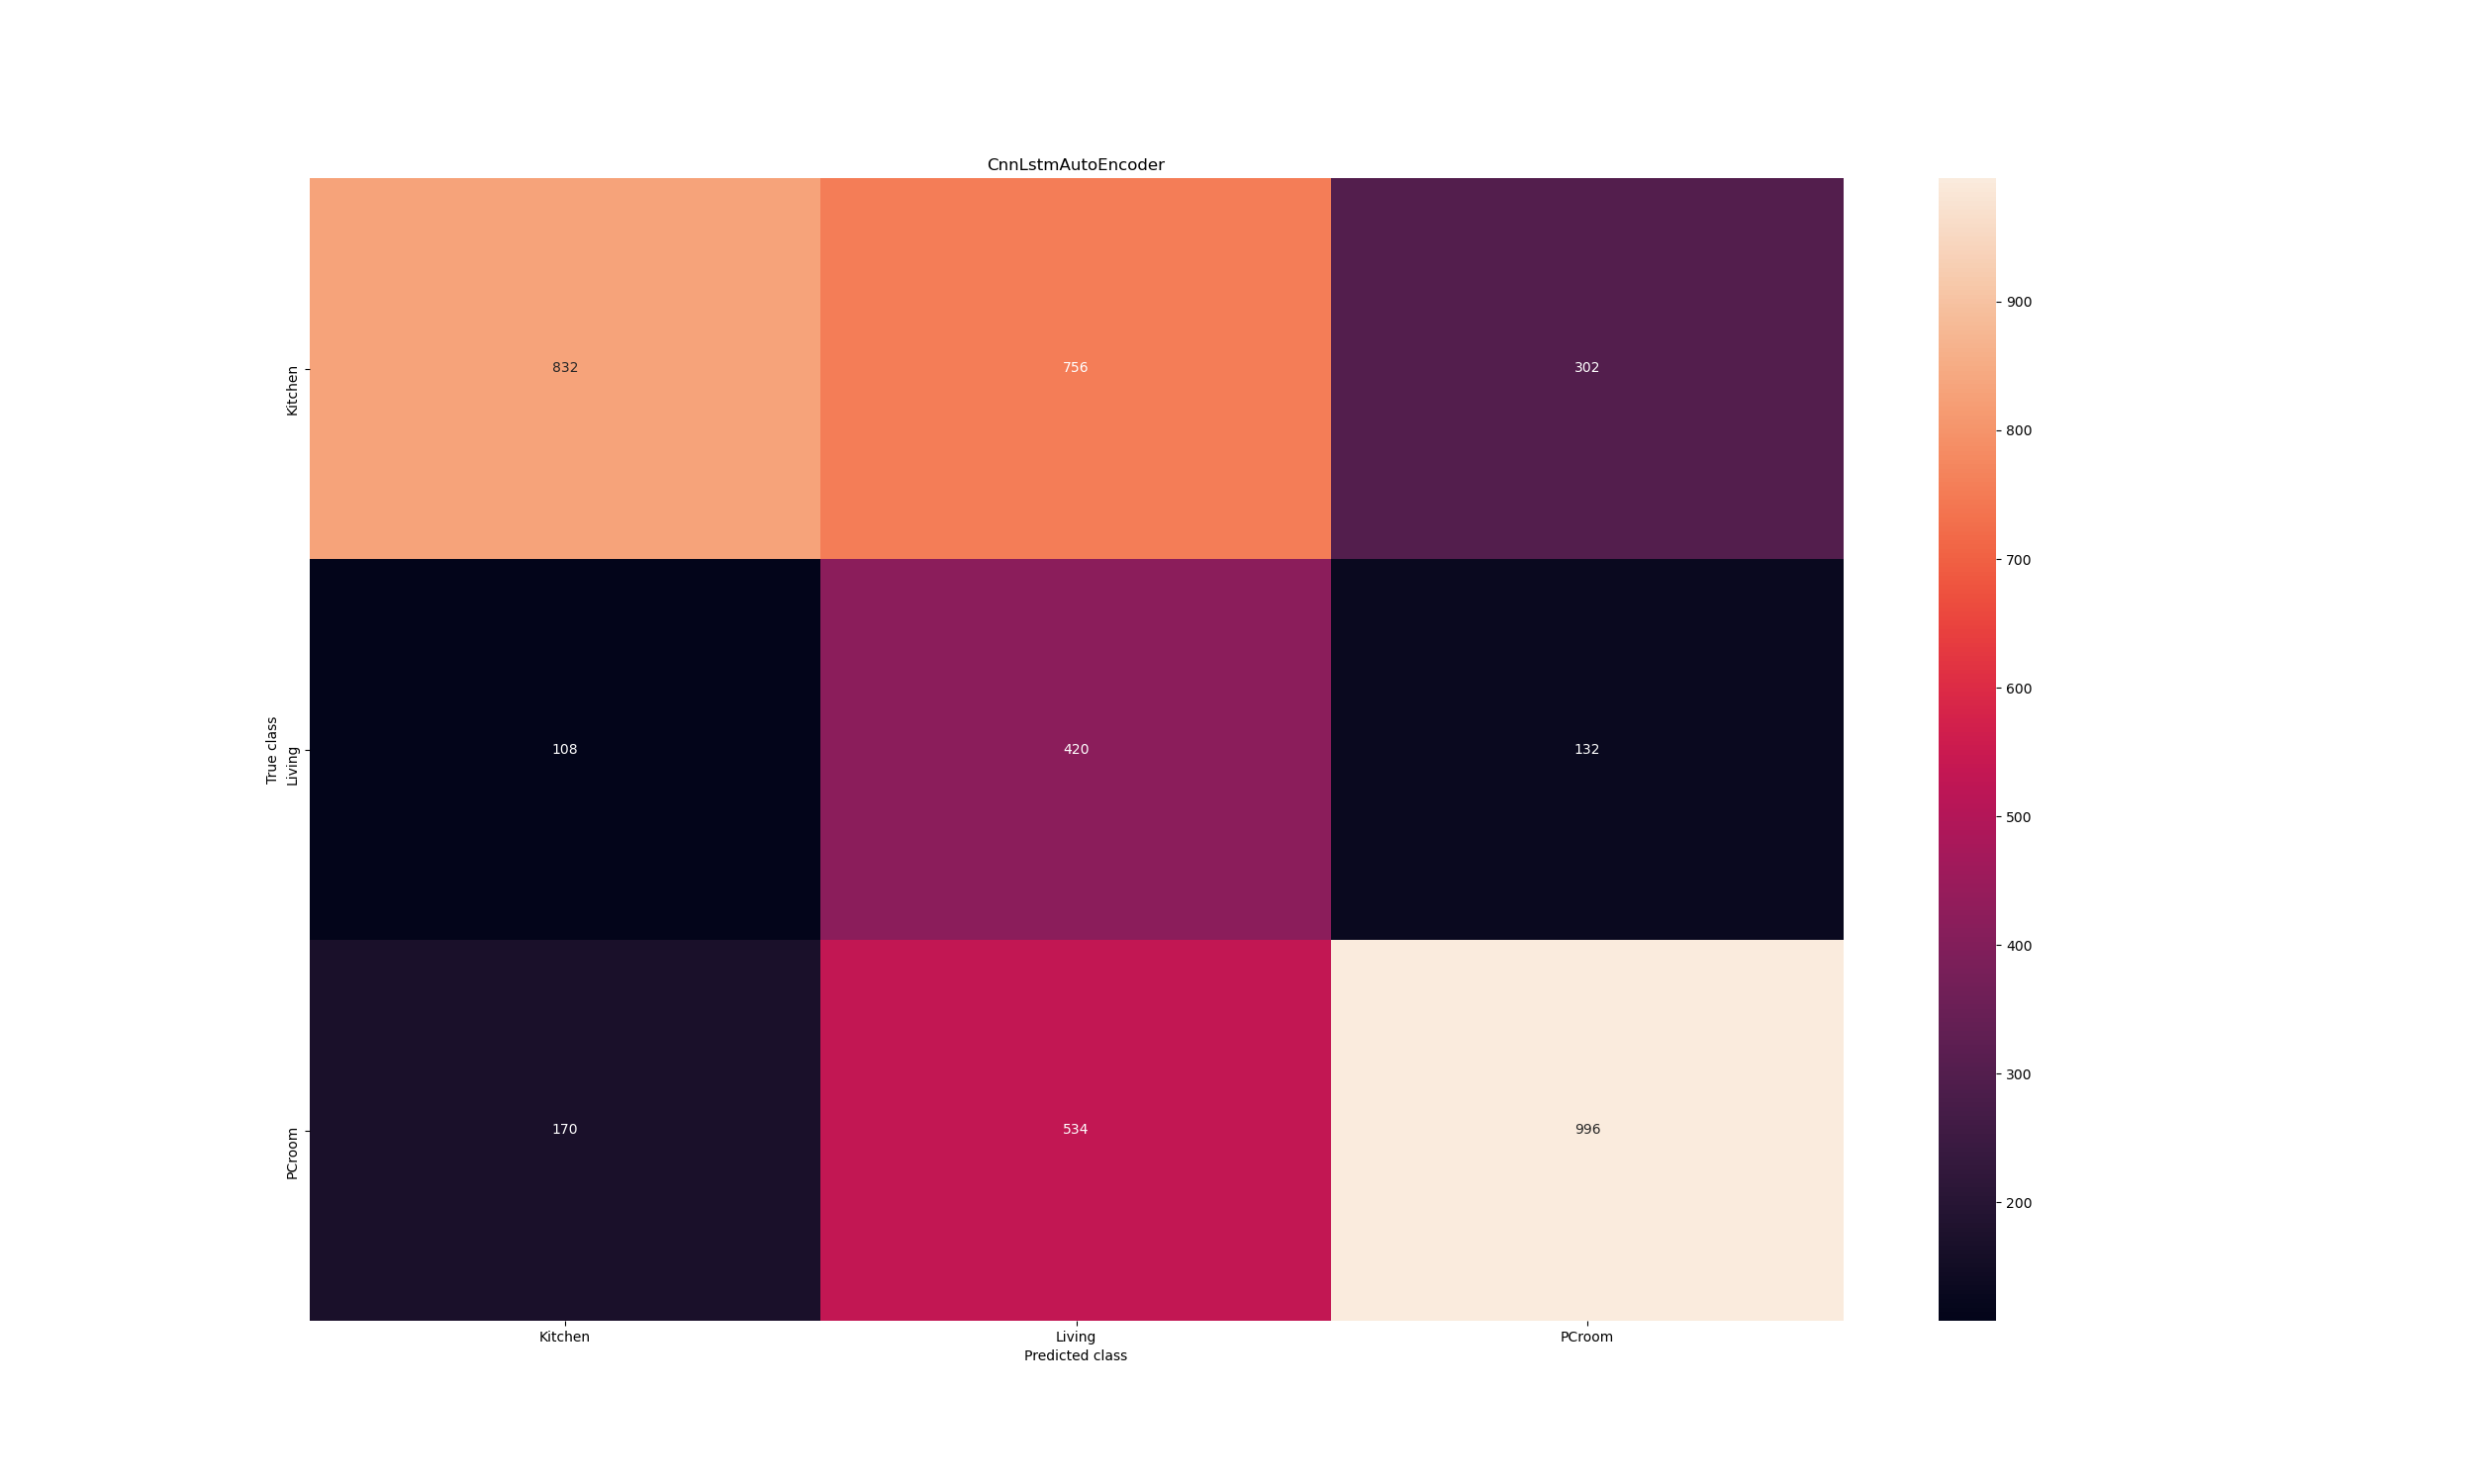 CnnLstmAutoEncoder
Kitchen
832
756
302
900
800
700
True class
Living
108
420
132
600
500
400
PCroom
170
534
996
300
200
Kitchen
Living
PCroom
Predicted class